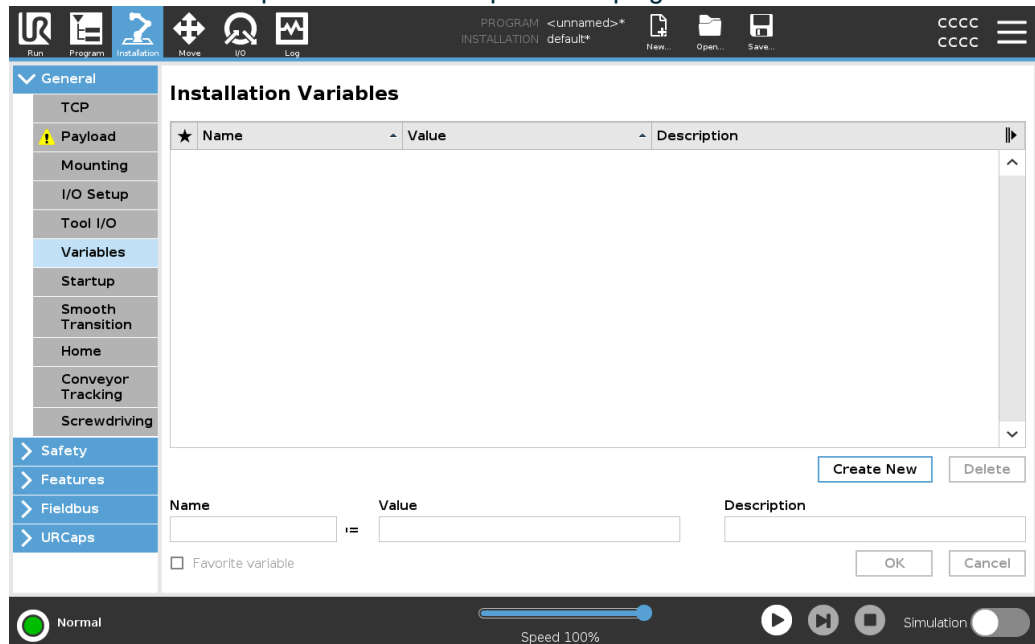 PROGRAM <unnamed>*
INSTALLATION default*
UR
Run
Program
Installation
Move
I/O
Log
New...
Open...
Save...
CCCC
CCCC
General
TCP
Payload
Mounting
I/O Setup
Tool I/O
Variables
Startup
Smooth
Transition
Home
Conveyor
Tracking
Screwdriving
Safety
Features
Fieldbus
URCaps
Installation Variables
Name
Value
Description
Create New
Delete
Name
Value
Description
:=
Favorite variable
OK
Cancel
Normal
Speed 100%
Simulation